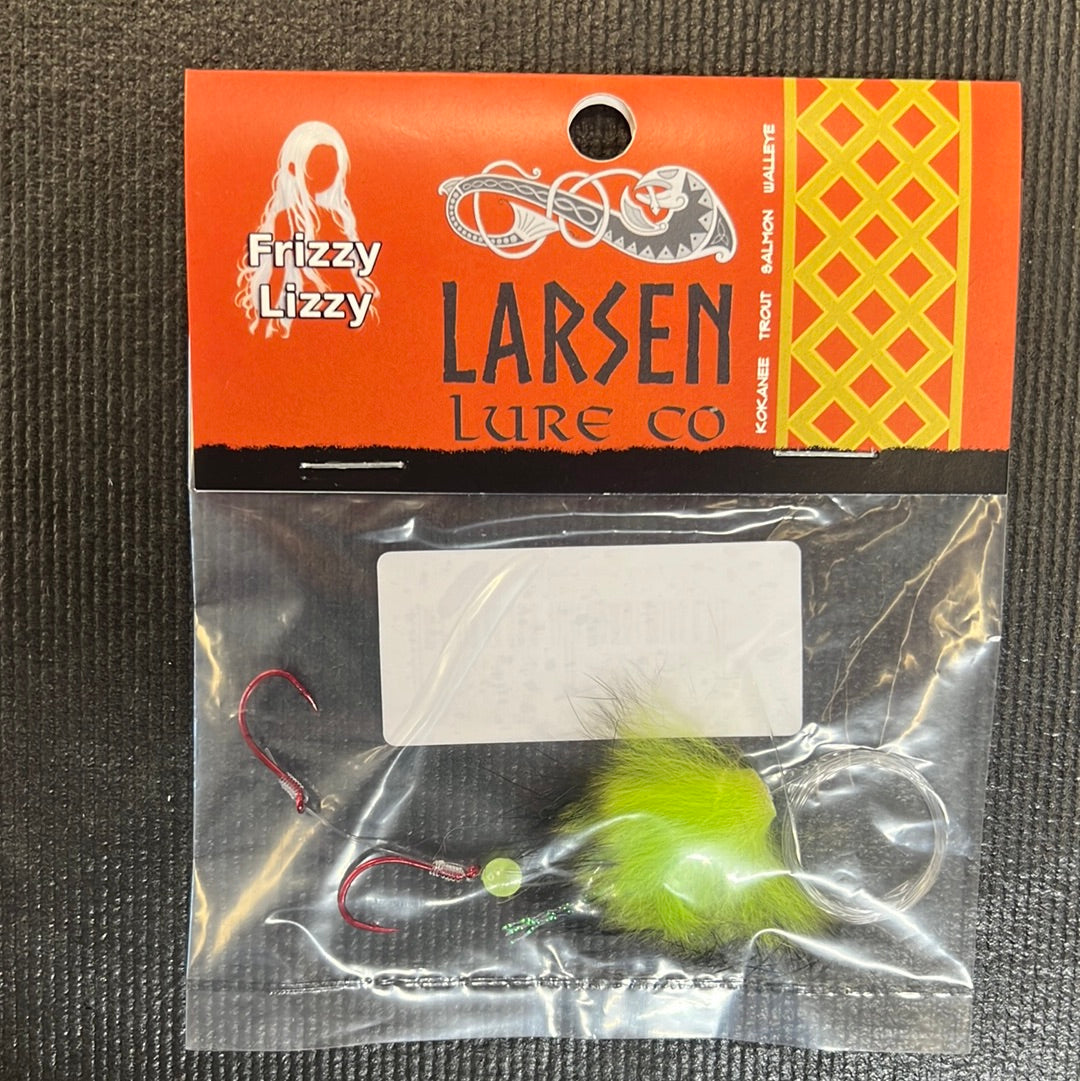 Frizzy
Lizzy
LARSEN
LURE CO
KOKANEE TROUT SALMON WALLEYE